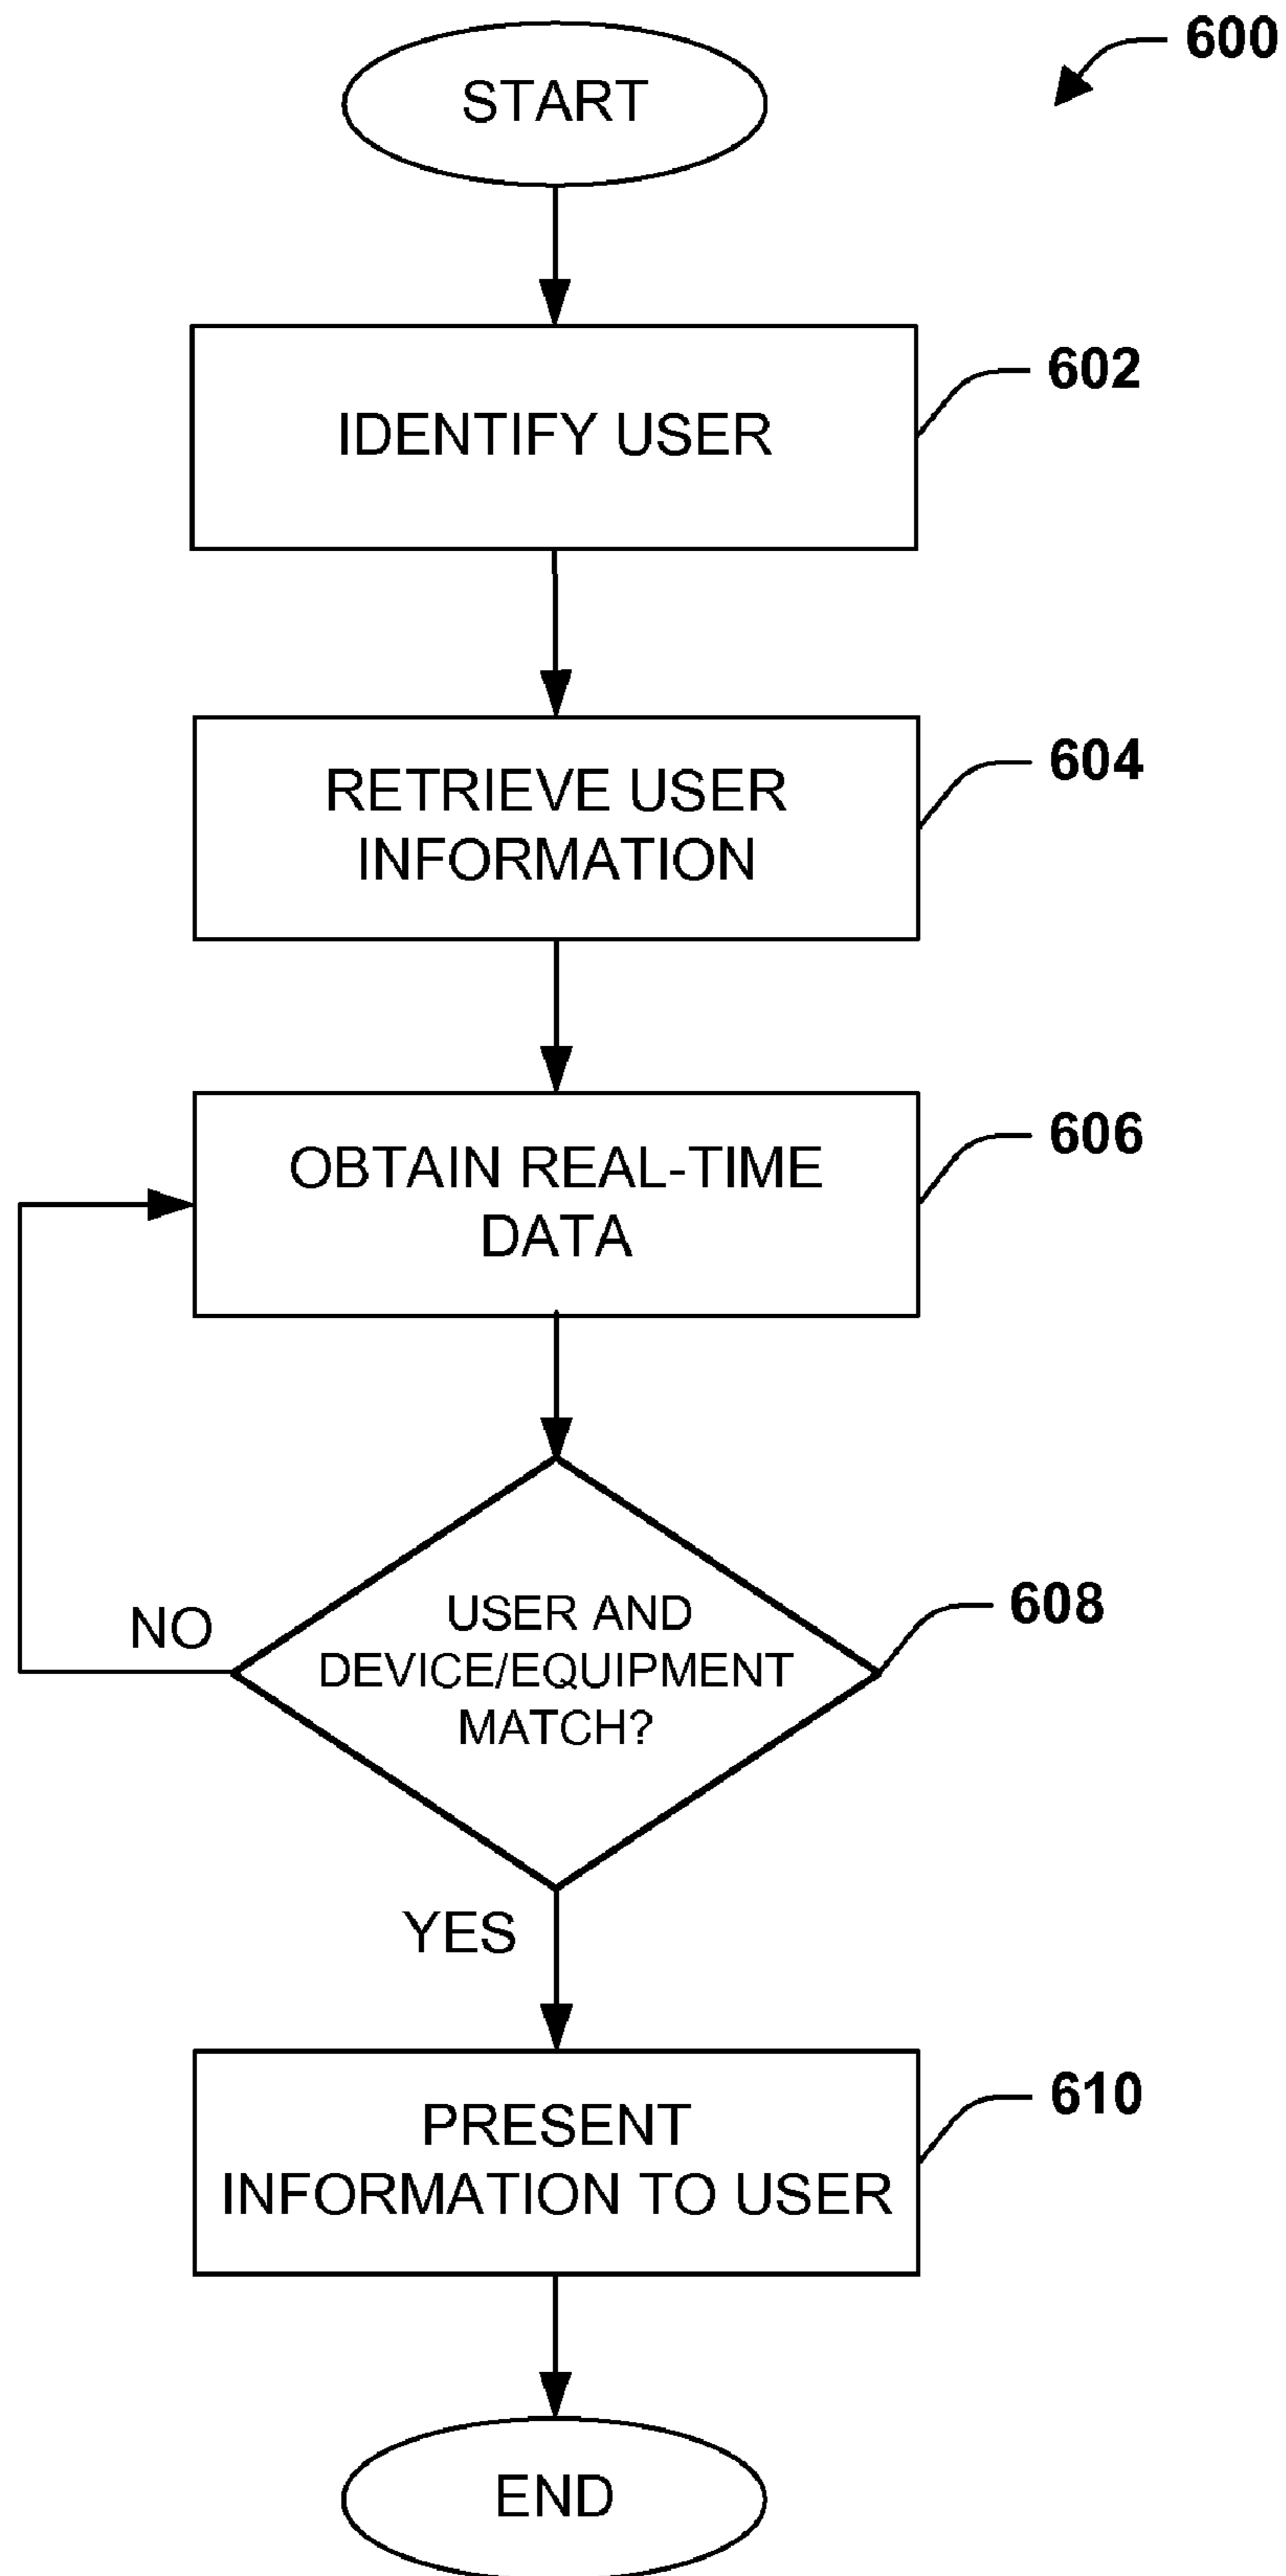 600
START
602
IDENTIFY USER
604
RETRIEVE USER
INFORMATION
606
OBTAIN REAL-TIME
DATA
608
USER AND
DEVICE/EQUIPMENT
MATCH?
NO
YES
610
PRESENT
INFORMATION TO USER
END